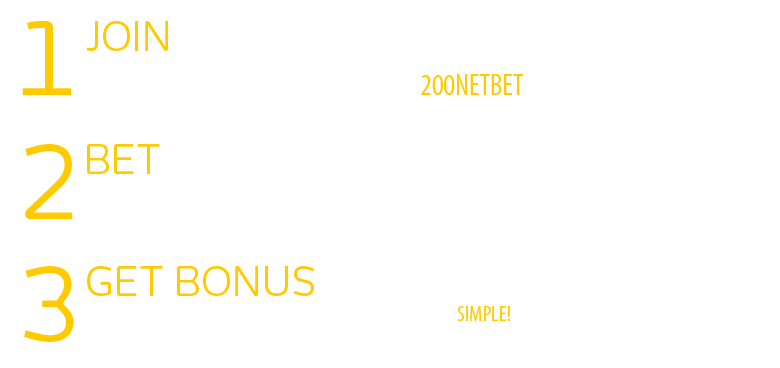 1 JOIN
200NETBET
2 BET
3 GET BONUS
SIMPLE!